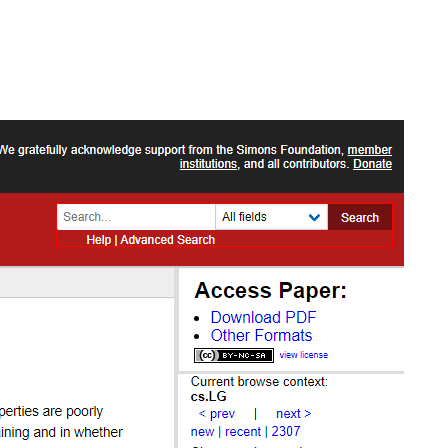 We gratefully acknowledge support from the Simons Foundation, member
institutions, and all contributors. Donate
Search...
All fields
Search
Help | Advanced Search
Access Paper:
Download PDF
Other Formats
(cc) BY-NC-SA view license
Current browse context:
cs.LG
< prev | next >
new | recent | 2307
perties are poorly
ining and in whether